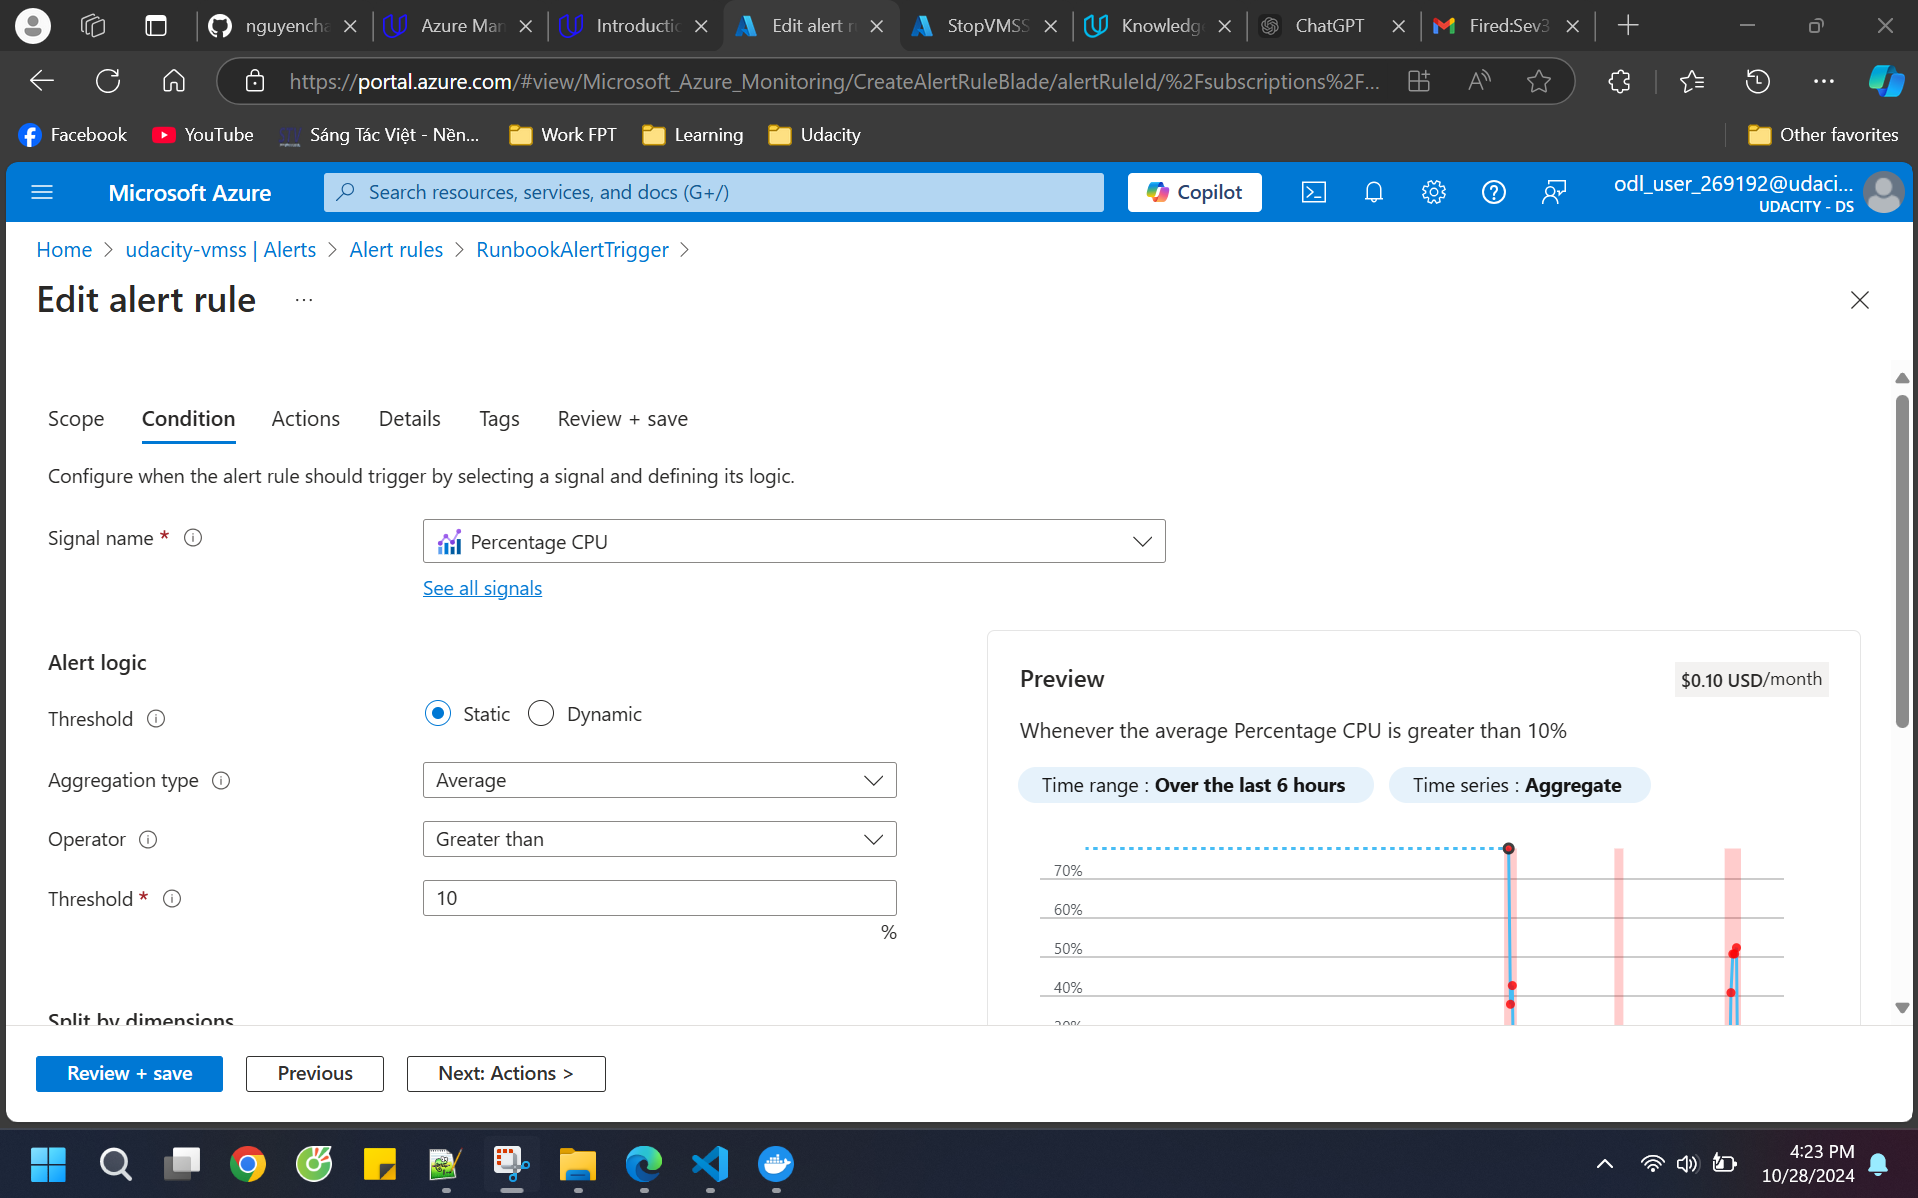 nguyencha
Azure Man
Introductic
Edit alert r
StopVMSS
Knowledg
ChatGPT
Fired:Sev3
https://portal.azure.com/#view/Microsoft_Azure_Monitoring/CreateAlertRuleBlade/alertRuleId/%2Fsubscriptions%2F...
Facebook
YouTube
Sáng Tác Việt - Nền...
Work FPT
Learning
Udacity
Other favorites
Microsoft Azure
Search resources, services, and docs (G+/)
Copilot
odl_user_269192@udaci...
UDACITY - DS
Home > udacity-vmss | Alerts > Alert rules > RunbookAlertTrigger >
Edit alert rule ...
Scope Condition Actions Details Tags Review + save
Configure when the alert rule should trigger by selecting a signal and defining its logic.
Signal name *
Percentage CPU
See all signals
Alert logic
Threshold
Static
Dynamic
Aggregation type
Average
Operator
Greater than
Threshold *
10
%
Split by dimensions
Preview
$0.10 USD/month
Whenever the average Percentage CPU is greater than 10%
Time range : Over the last 6 hours
Time series : Aggregate
70%
60%
50%
40%
30%
Review + save
Previous
Next: Actions >
4:23 PM
10/28/2024